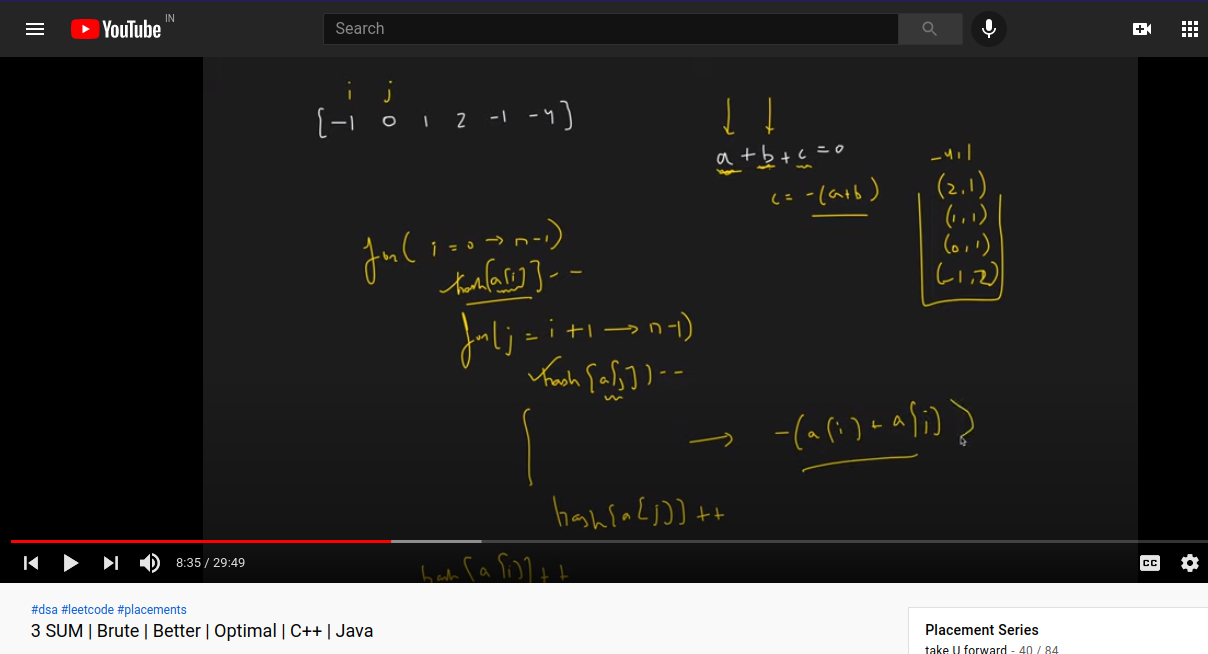 YouTube IN
Search
i j
[-1 0 1 2 -1 -4]
a + b + c = 0
c = -(a+b)
-4,1
(2,1)
(1,1)
(0,1)
(-1,2)
for( i = 0 → n-1)
hash[a[i]]--
for(j = i+1 → n-1)
hash[a[j]]--
→ -(a[i] + a[j])
hash[a[j]]++
hash[a[i]]++
8:35 / 29:49
CC
#dsa #leetcode #placements
3 SUM | Brute | Better | Optimal | C++ | Java
Placement Series
take U forward - 40 / 84